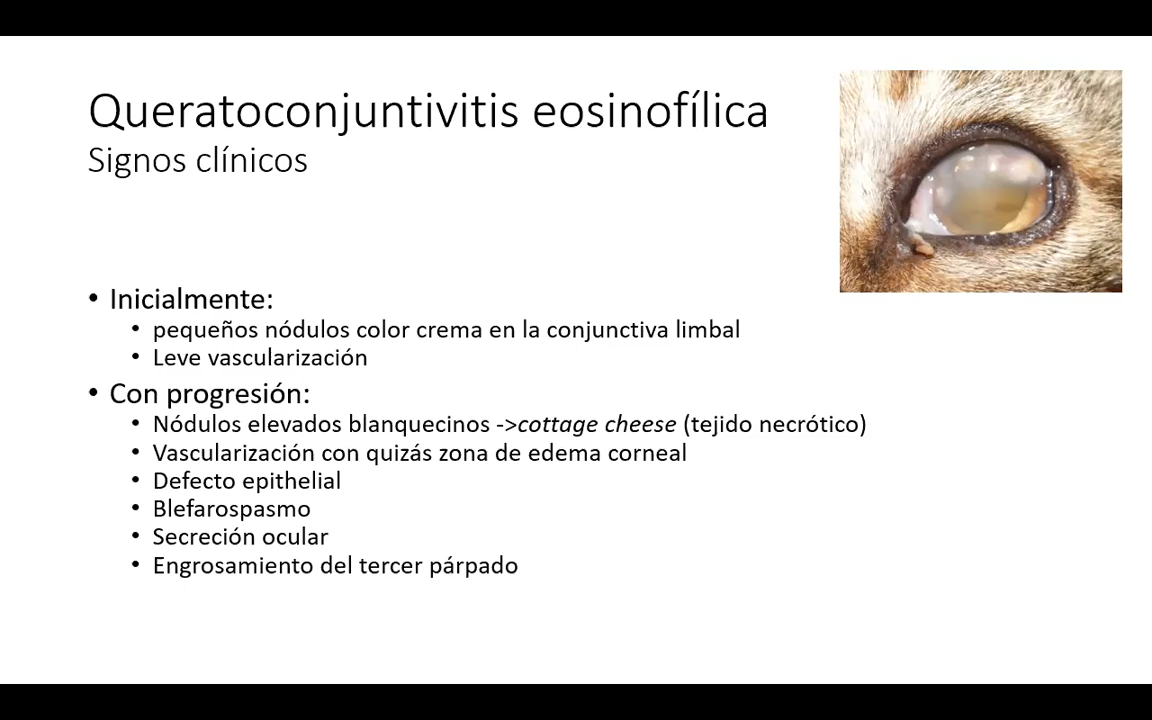 Queratoconjuntivitis eosinofílica
Signos clínicos
• Inicialmente:
• pequeños nódulos color crema en la conjunctiva limbal
• Leve vascularización
• Con progresión:
• Nódulos elevados blanquecinos ->cottage cheese (tejido necrótico)
• Vascularización con quizás zona de edema corneal
• Defecto epithelial
• Blefarospasmo
• Secreción ocular
• Engrosamiento del tercer párpado